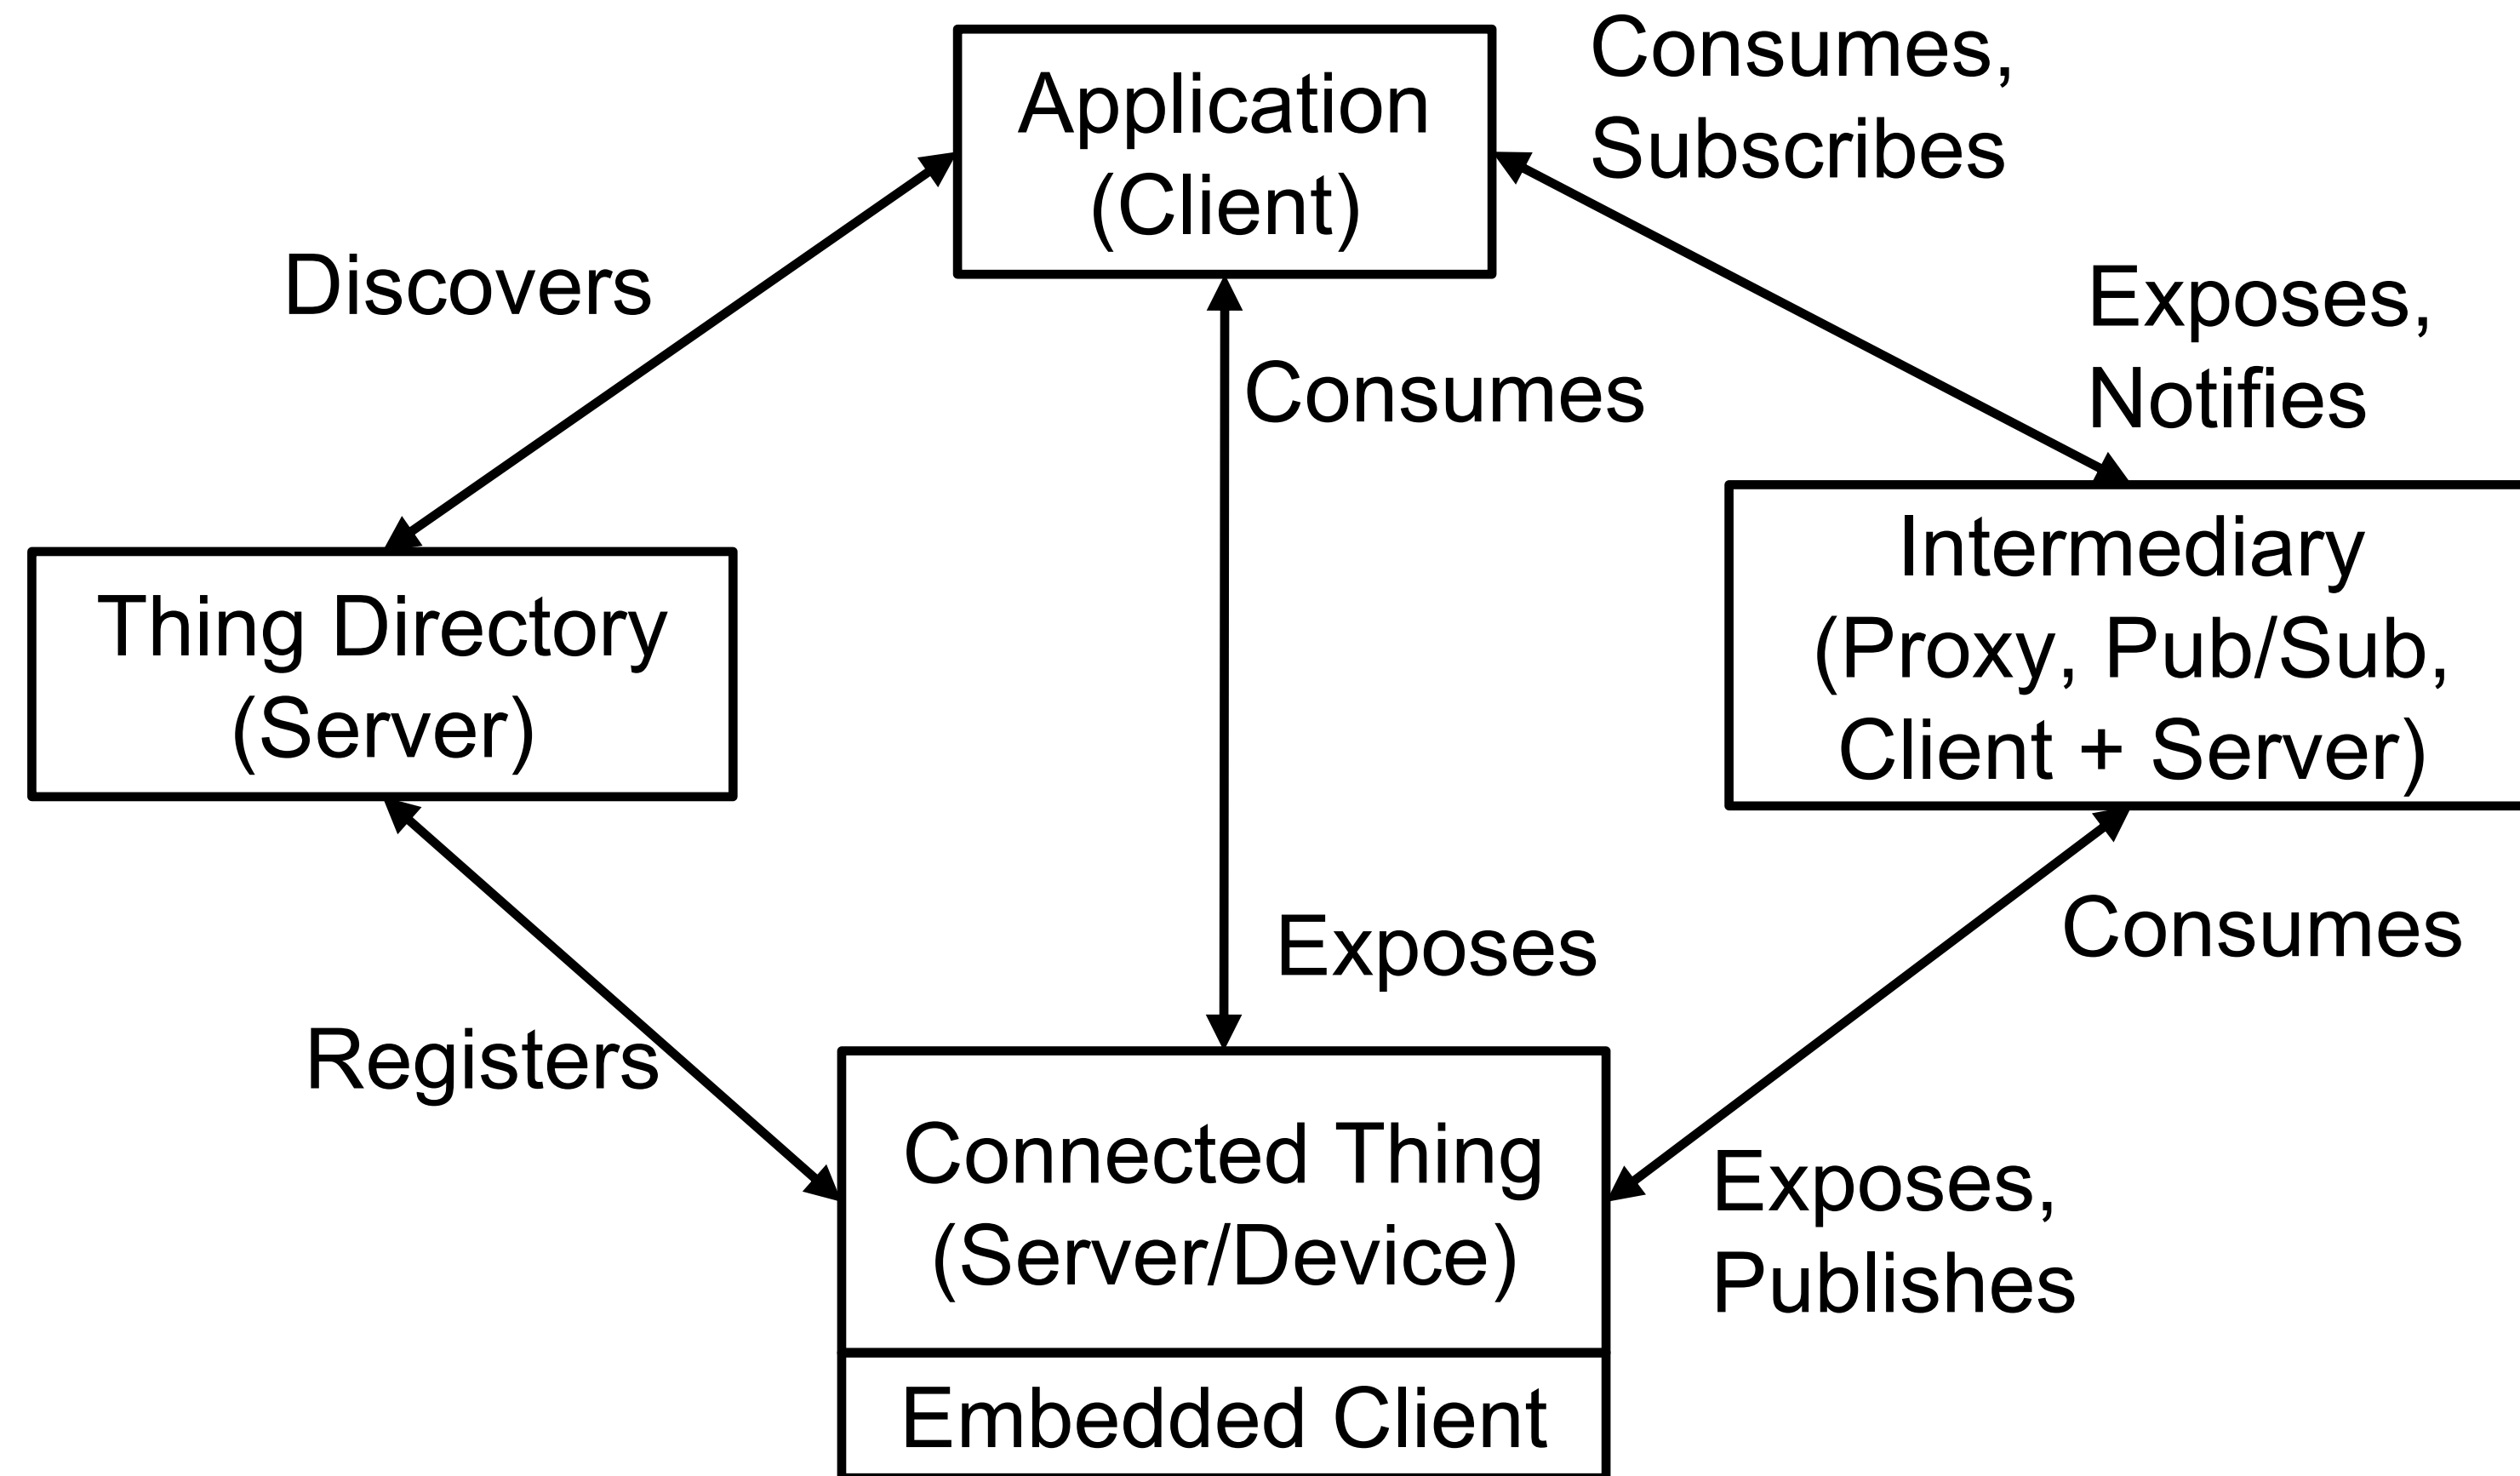 Application
(Client)
Consumes,
Subscribes
Discovers
Consumes
Exposes,
Notifies
Thing Directory
(Server)
Intermediary
(Proxy, Pub/Sub,
Client + Server)
Registers
Exposes
Consumes
Connected Thing
(Server/Device)
Exposes,
Publishes
Embedded Client